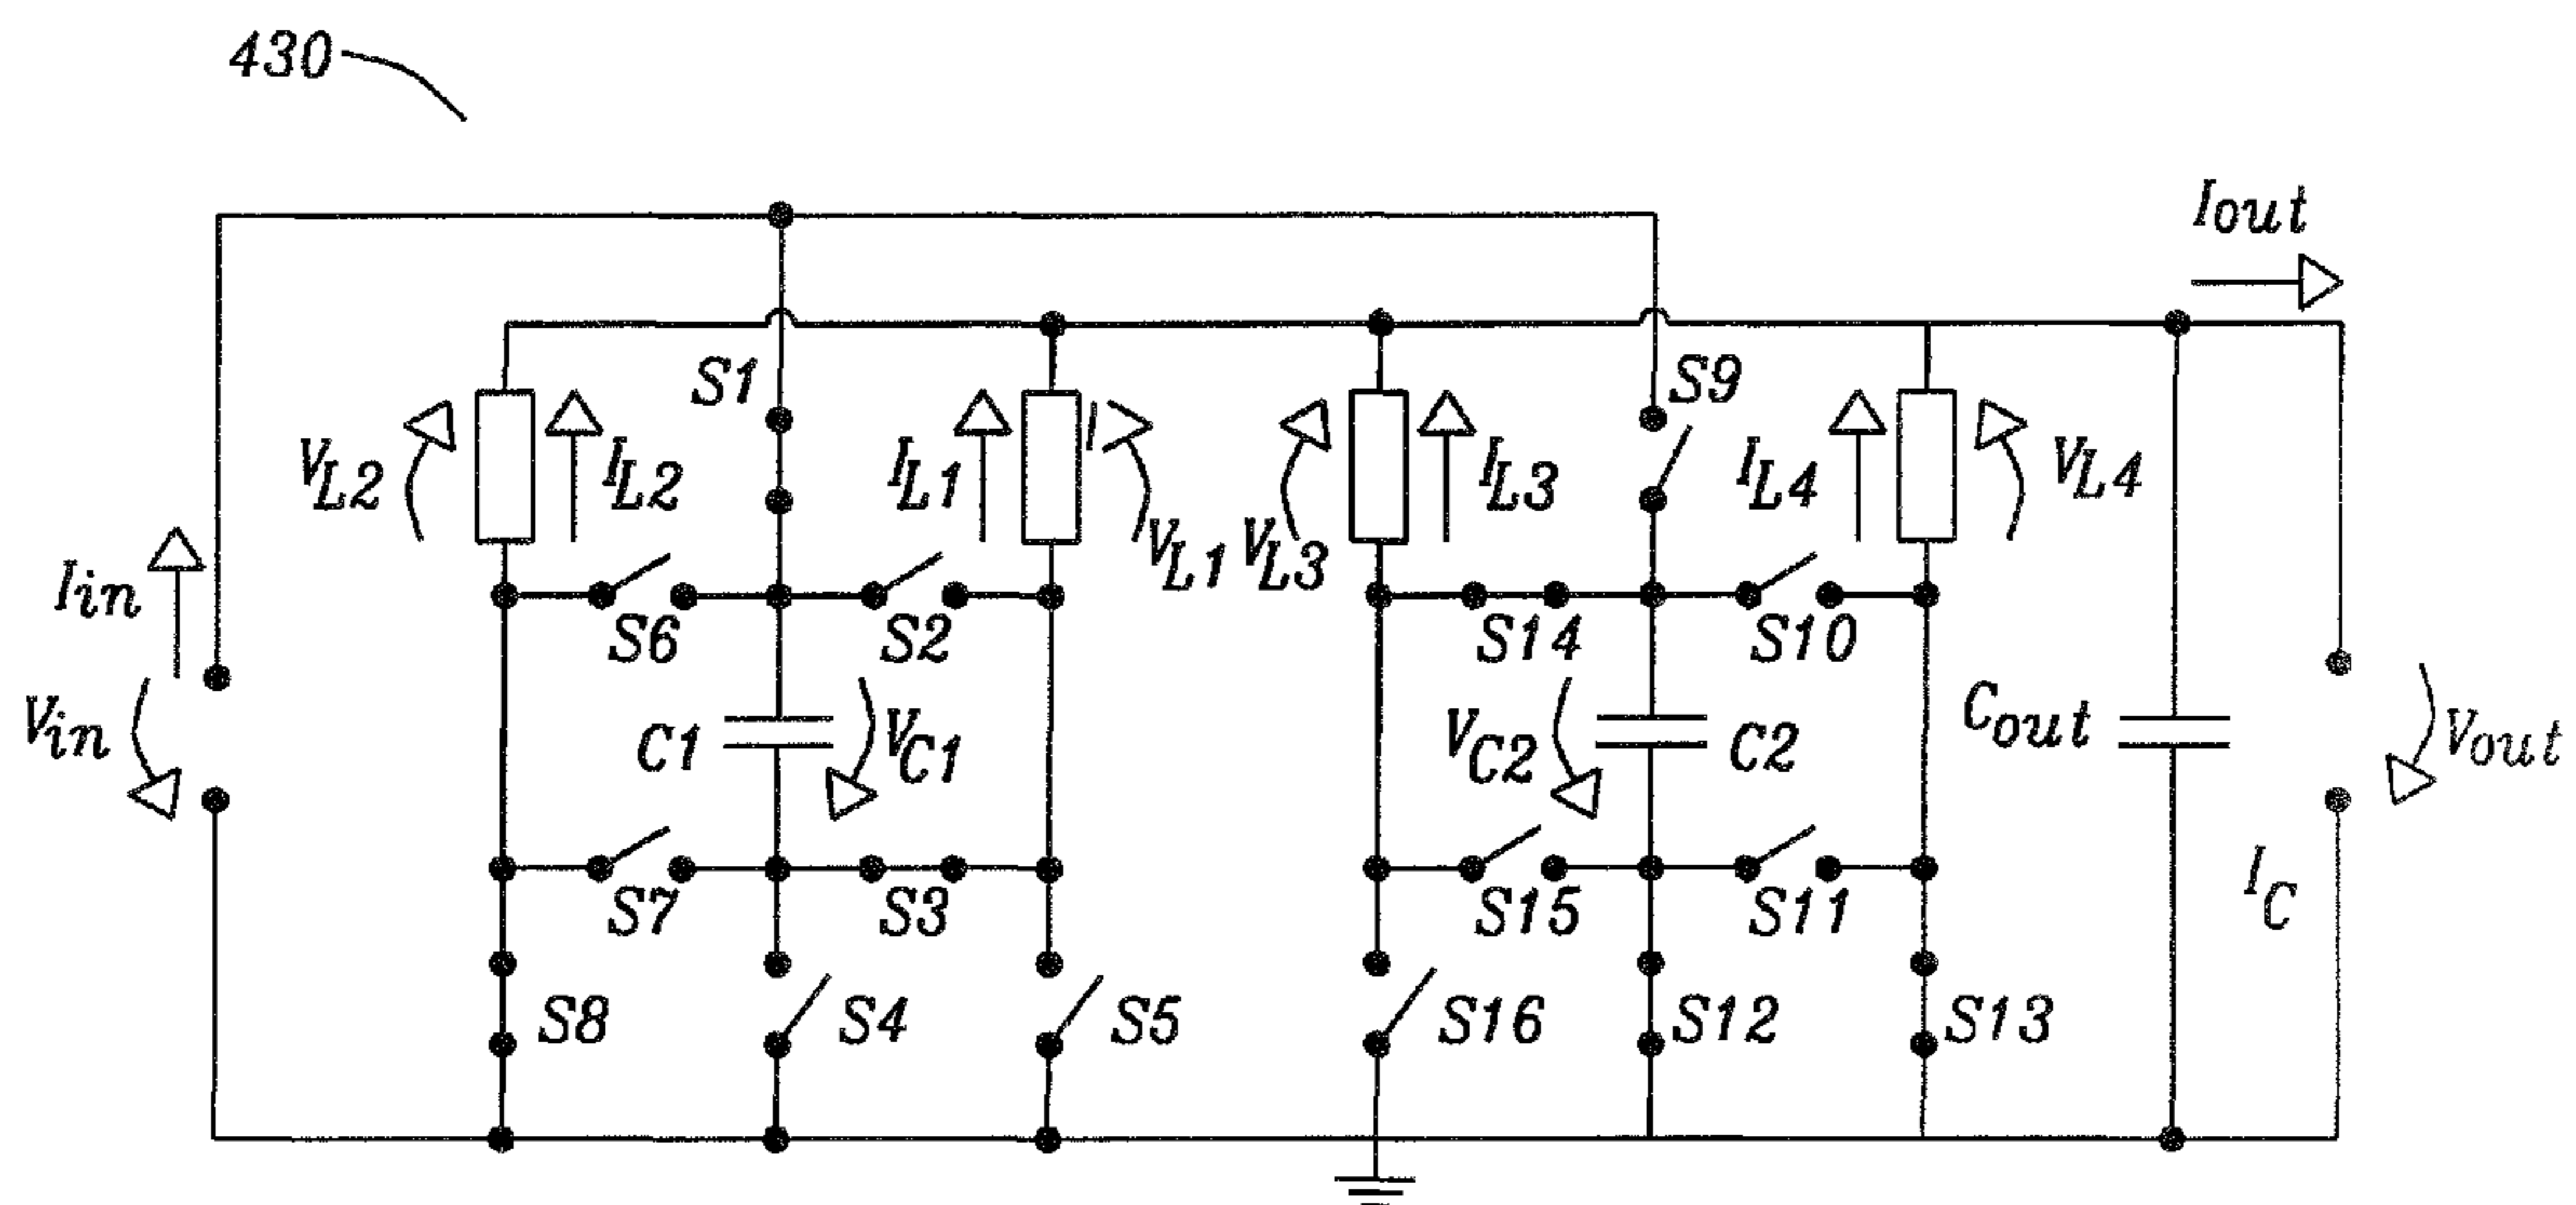 430
Iout
S1
S9
VL2
IL2
IL1
VL1
VL3
IL3
IL4
VL4
Iin
S6
S2
S14
S10
Vin
C1
VC1
VC2
C2
Cout
Vout
S7
S3
S15
S11
IC
S8
S4
S5
S16
S12
S13